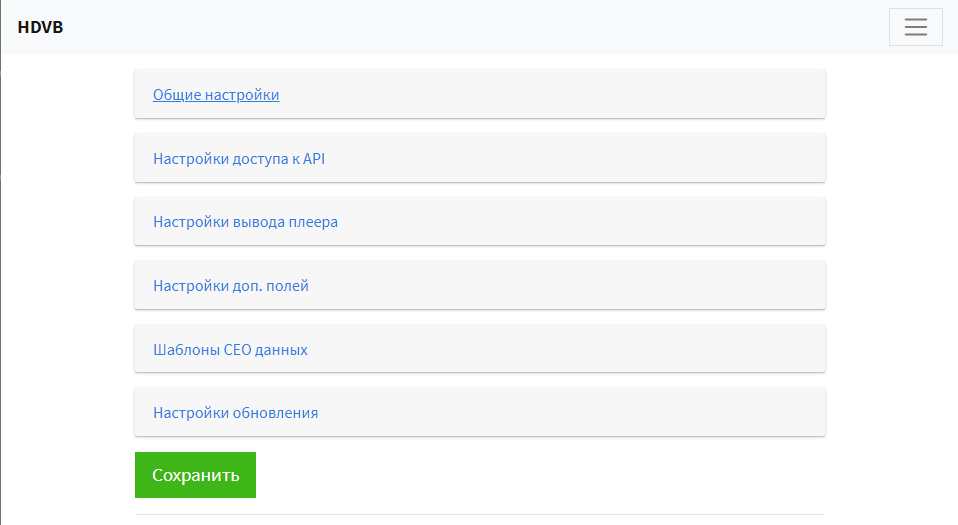 HDVB
Общие настройки
Настройки доступа к API
Настройки вывода плеера
Настройки доп. полей
Шаблоны СЕО данных
Настройки обновления
Сохранить